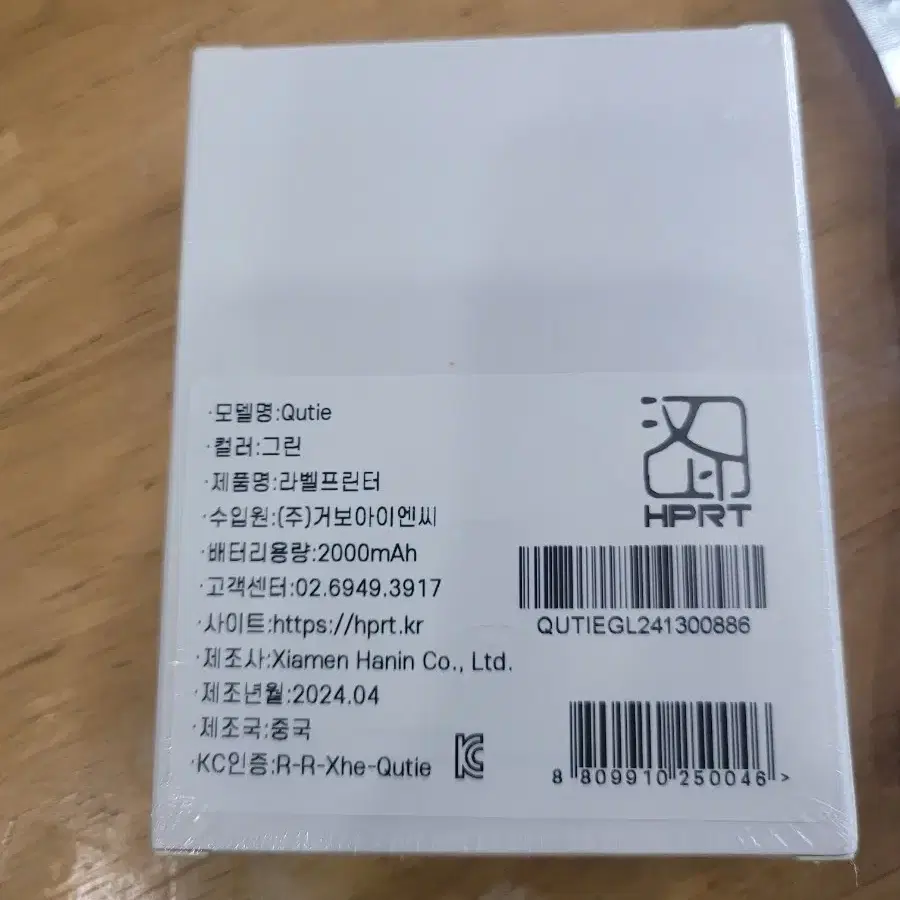 ·모델명:Qutie
·컬러:그린
·제품명:라벨프린터
·수입원:(주)거보아이엔씨
·배터리용량:2000mAh
·고객센터:02.6949.3917
·사이트:https://hprt.kr
·제조사:Xiamen Hanin Co., Ltd.
·제조년월:2024.04
·제조국:중국
·KC인증:R-R-Xhe-Qutie
KC
汉印
HPRT
QUTIEGL241300886
8 809910 250046 >